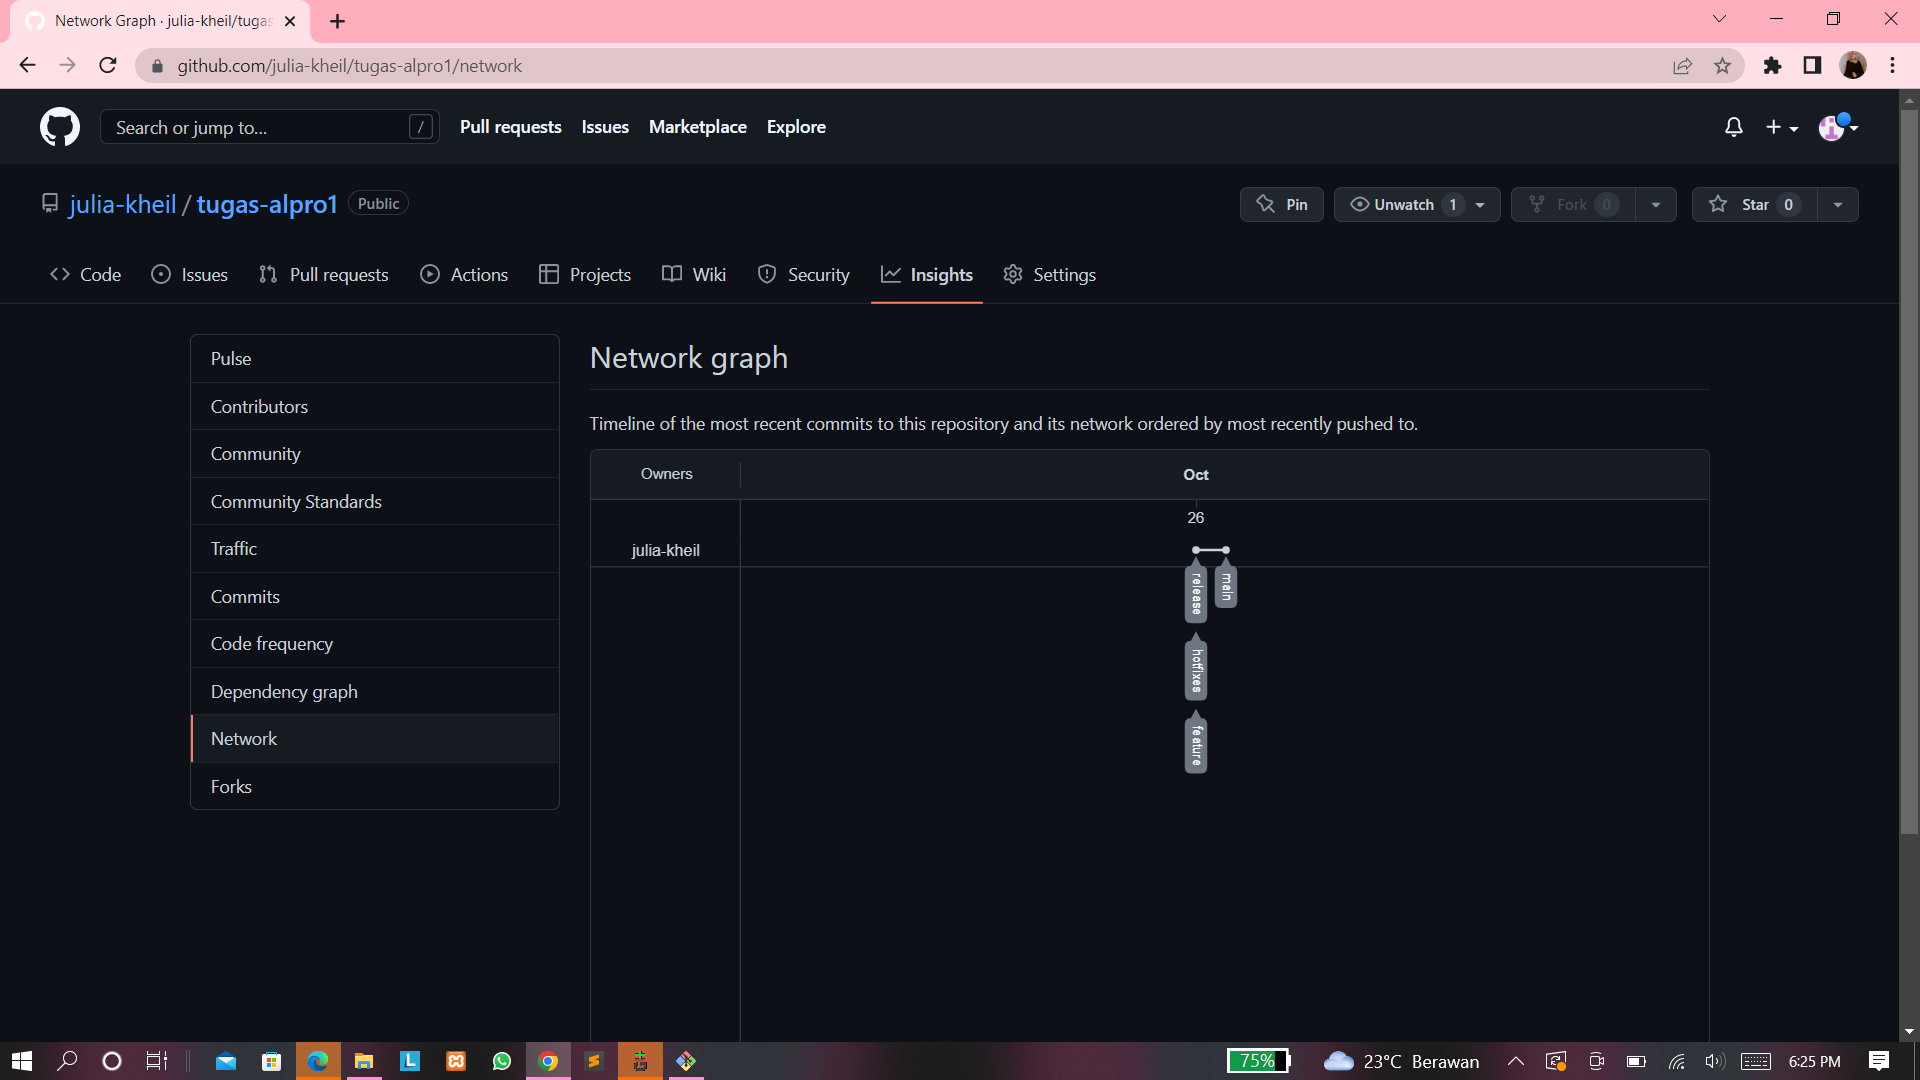 Network Graph · julia-kheil/tugas
github.com/julia-kheil/tugas-alpro1/network
Search or jump to... /
Pull requests Issues Marketplace Explore
julia-kheil / tugas-alpro1 Public
Pin Unwatch 1 Fork 0 Star 0
Code Issues Pull requests Actions Projects Wiki Security Insights Settings
Pulse
Contributors
Community
Community Standards
Traffic
Commits
Code frequency
Dependency graph
Network
Forks
Network graph
Timeline of the most recent commits to this repository and its network ordered by most recently pushed to.
Owners Oct
26
julia-kheil
release main
hotfixes
feature
75% 23°C Berawan 6:25 PM